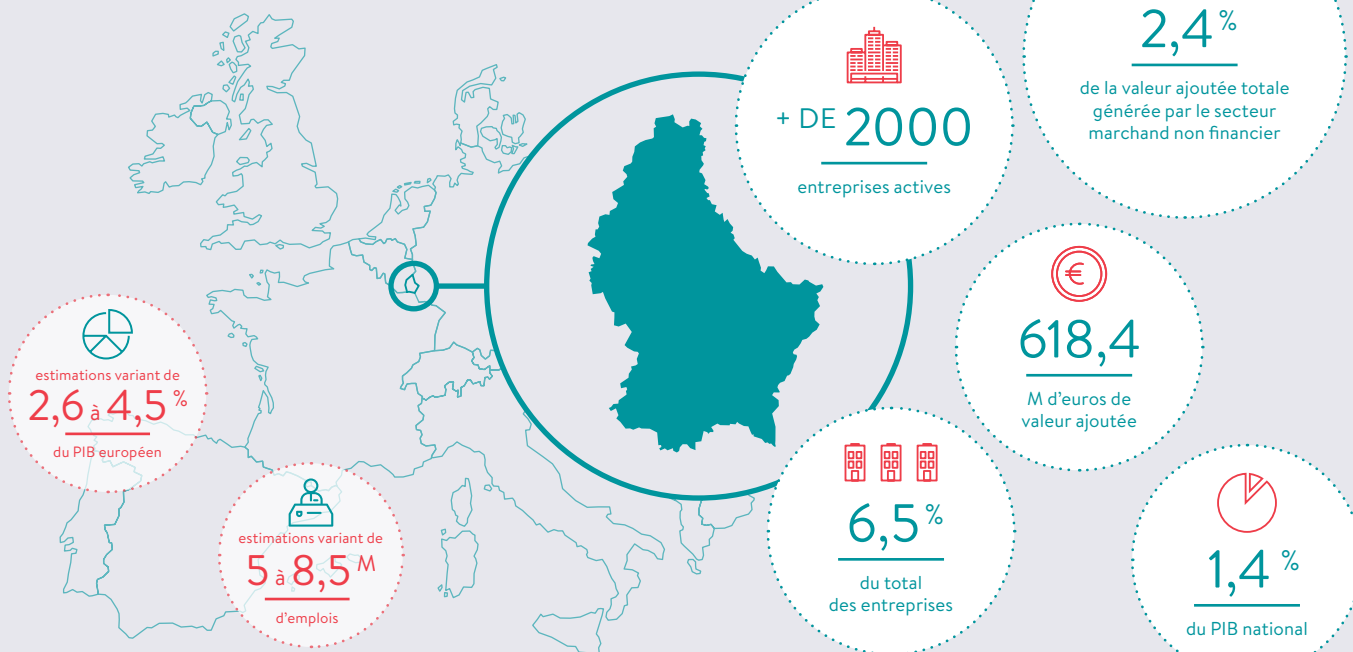 + DE 2000
entreprises actives
2,4 %
de la valeur ajoutée totale
générée par le secteur
marchand non financier
618,4
M d'euros de
valeur ajoutée
estimations variant de
2,6 à 4,5 %
du PIB européen
estimations variant de
5 à 8,5 M
d'emplois
6,5 %
du total
des entreprises
1,4 %
du PIB national